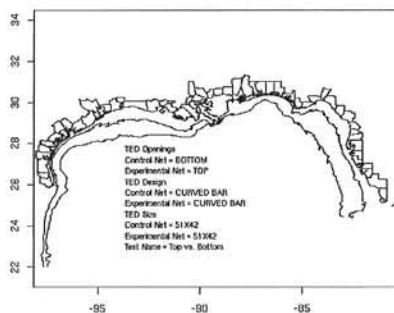 34
32
30
28
26
24
22
TED Openings
Control Net = BOTTOM
Experimental Net = TOP
TED Design
Control Net = CURVED BAR
Experimental Net = CURVED BAR
TED Size
Control Net = 51X42
Experimental Net = 51X42
Test Name = Top vs. Bottom
-95
-90
-85